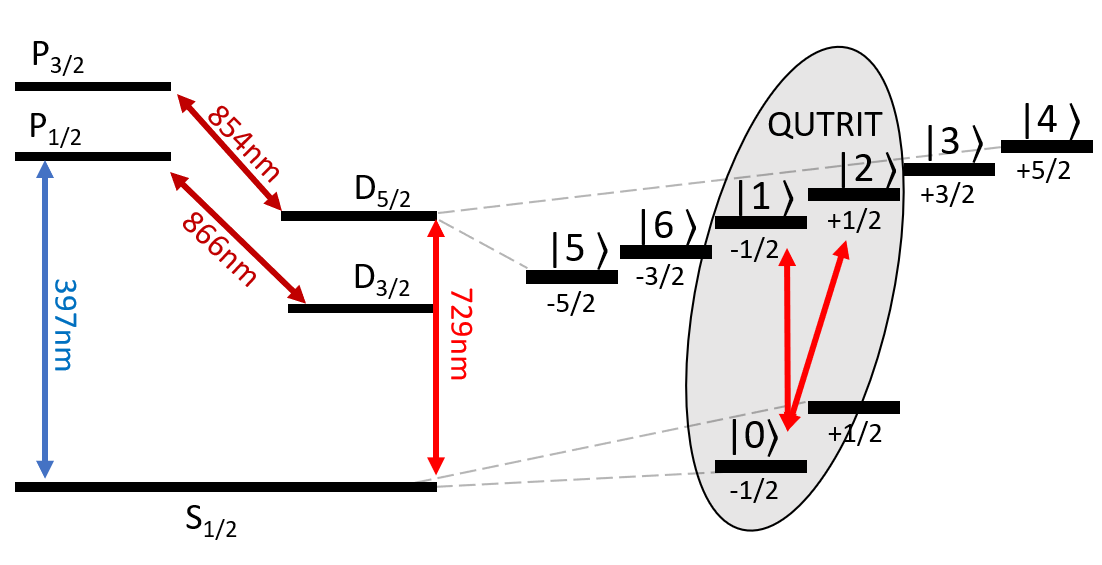 P3/2
P1/2
854nm
866nm
397nm
D5/2
D3/2
729nm
S1/2
QUTRIT
|5⟩
-5/2
|6⟩
-3/2
|1⟩
-1/2
|2⟩
+1/2
|3⟩
+3/2
|4⟩
+5/2
|0⟩
-1/2
+1/2